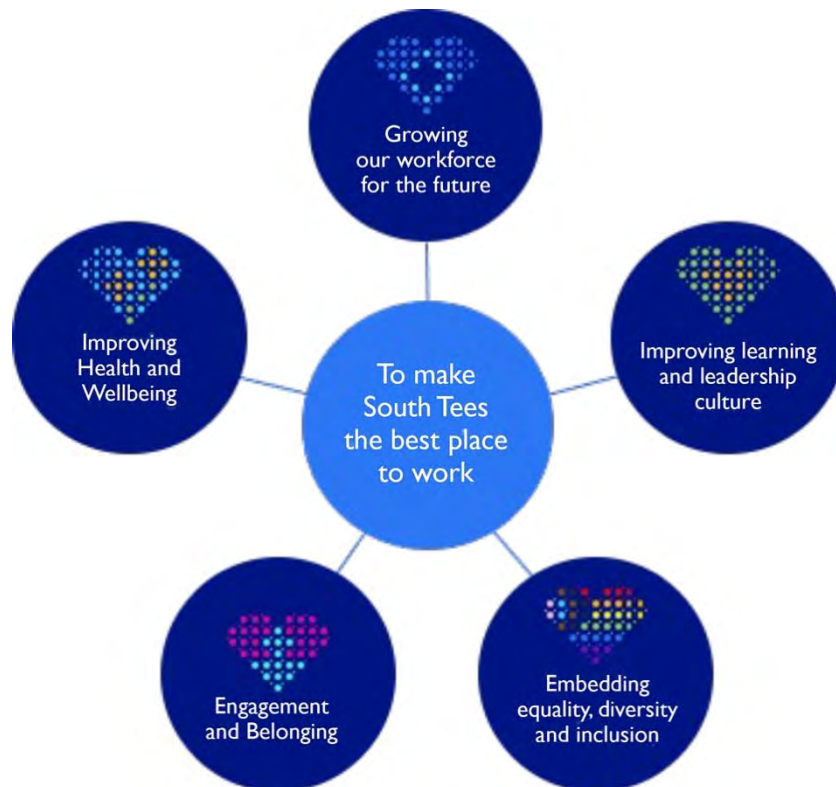 Growing
our workforce
for the future
Improving
Health and
Wellbeing
To make
South Tees
the best place
to work
Improving learning
and leadership
culture
Engagement
and Belonging
Embedding
equality, diversity
and inclusion